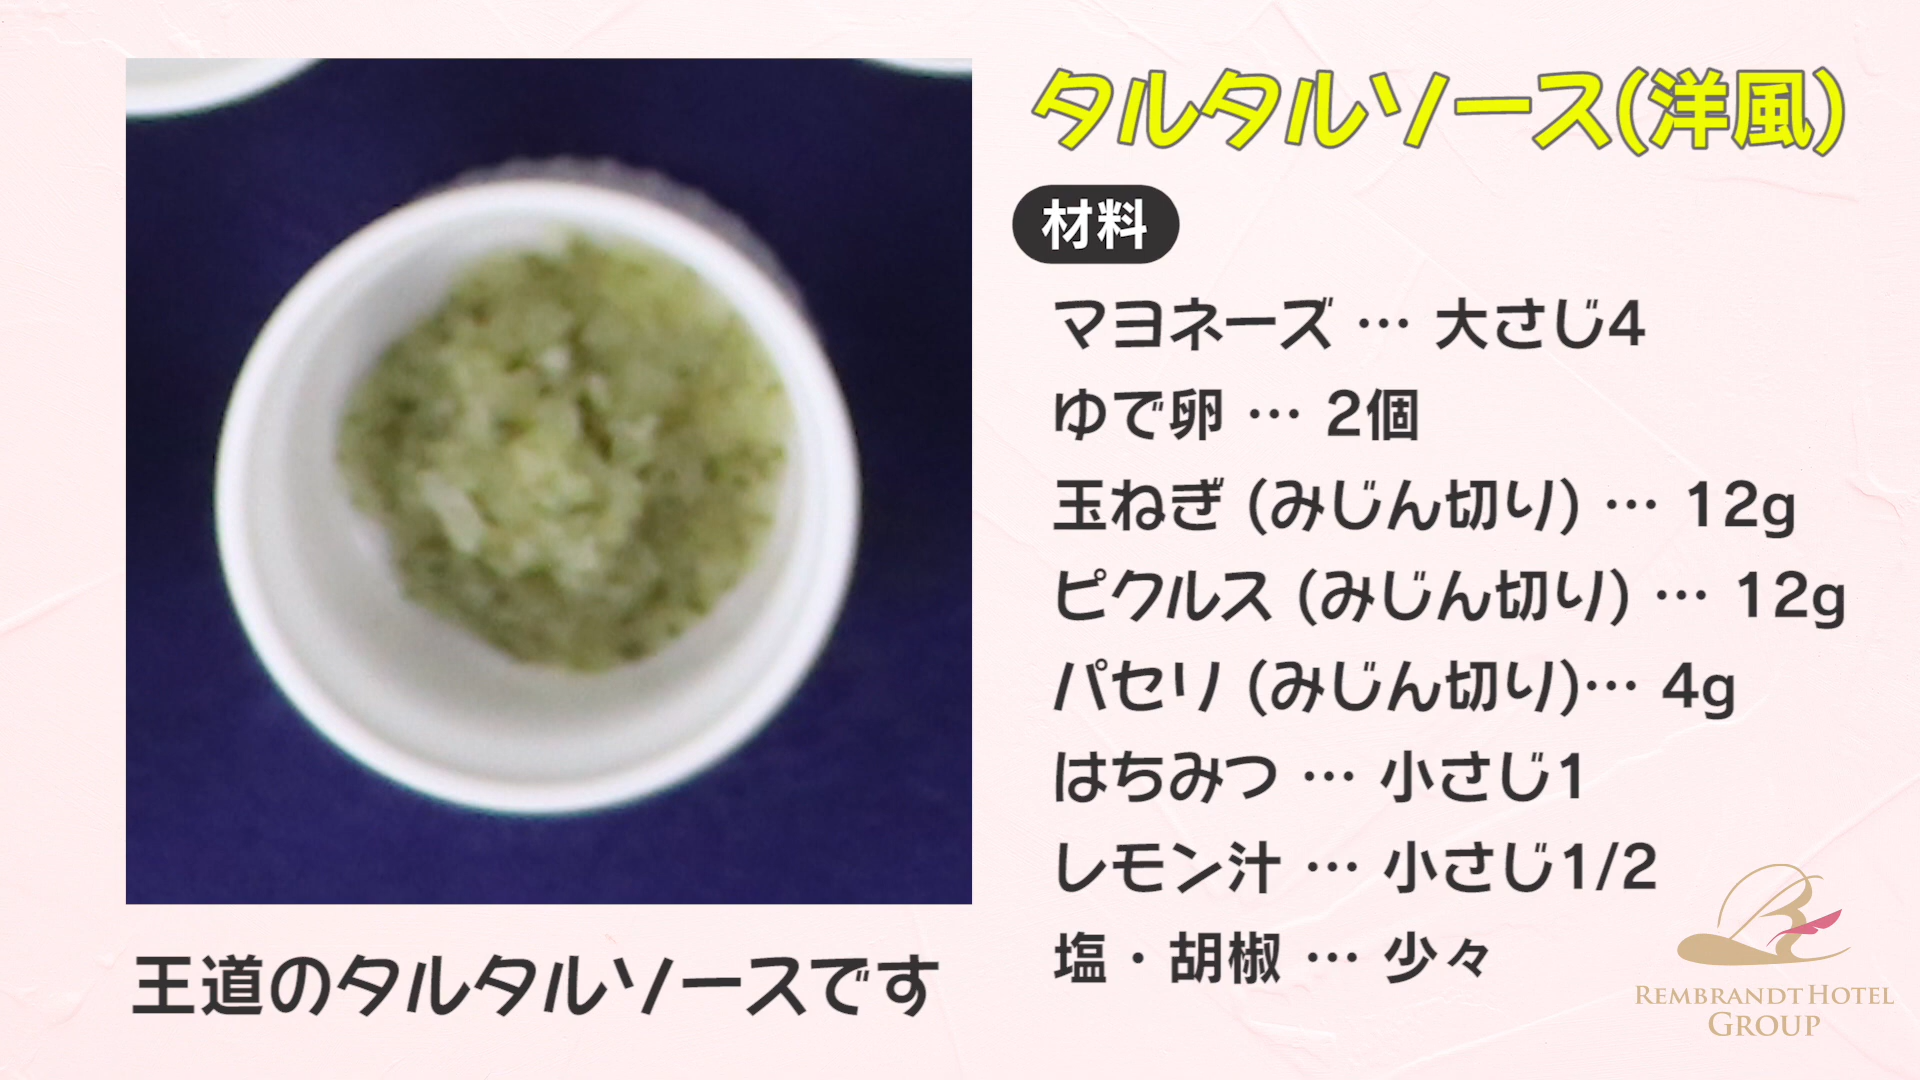 タルタルソース(洋風)
材料
マヨネーズ … 大さじ4
ゆで卵 … 2個
玉ねぎ (みじん切り) … 12g
ピクルス (みじん切り) … 12g
パセリ (みじん切り)… 4g
はちみつ … 小さじ1
レモン汁 … 小さじ1/2
塩・胡椒 … 少々
王道のタルタルソースです
REMBRANDT HOTEL
GROUP